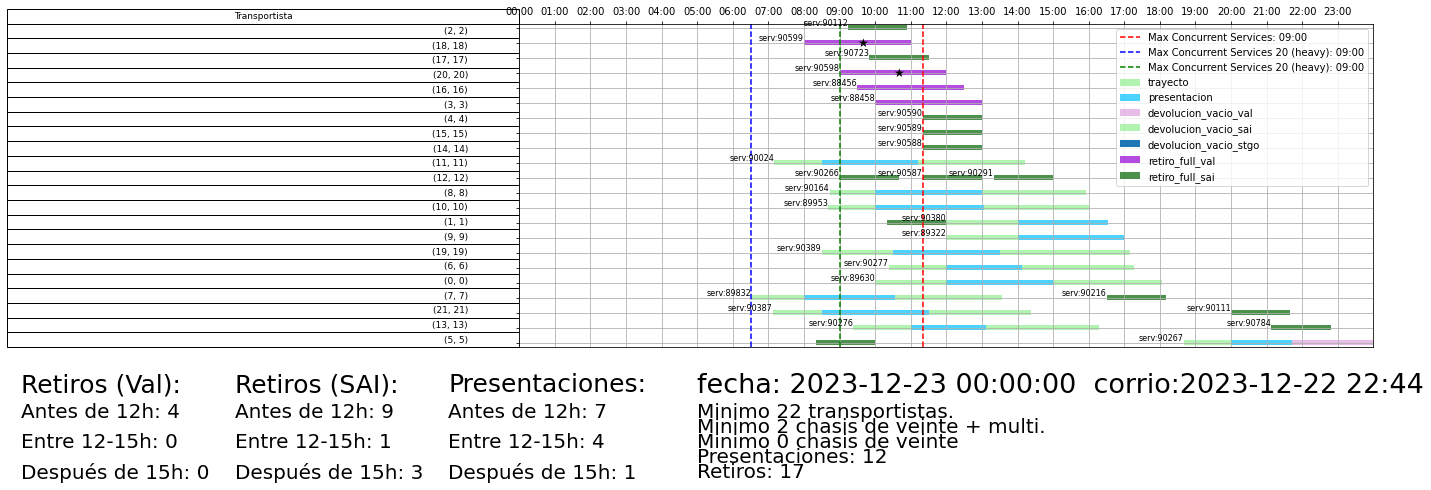 Transportista
00:00 01:00 02:00 03:00 04:00 05:00 06:00 07:00 08:00 09:00 10:00 11:00 12:00 13:00 14:00 15:00 16:00 17:00 18:00 19:00 20:00 21:00 22:00 23:00
(2, 2) serv:90112
(18, 18) serv:90599
(17, 17) serv:90723
(20, 20) serv:90598
(16, 16) serv:88456
(3, 3) serv:88458
(4, 4) serv:90590
(15, 15) serv:90589
(14, 14) serv:90588
(11, 11) serv:90024
(12, 12) serv:90266 serv:90587 serv:90291
(8, 8) serv:90164
(10, 10) serv:89953
(1, 1) serv:90380
(9, 9) serv:89322
(19, 19) serv:90389
(6, 6) serv:90277
(0, 0) serv:89630
(7, 7) serv:89832 serv:90216
(21, 21) serv:90387 serv:90111
(13, 13) serv:90276 serv:90784
(5, 5) serv:90267
Max Concurrent Services: 09:00
Max Concurrent Services 20 (heavy): 09:00
Max Concurrent Services 20 (heavy): 09:00
trayecto
presentacion
devolucion_vacio_val
devolucion_vacio_sai
devolucion_vacio_stgo
retiro_full_val
retiro_full_sai
Retiros (Val):
Antes de 12h: 4
Entre 12-15h: 0
Después de 15h: 0
Retiros (SAI):
Antes de 12h: 9
Entre 12-15h: 1
Después de 15h: 3
Presentaciones:
Antes de 12h: 7
Entre 12-15h: 4
Después de 15h: 1
fecha: 2023-12-23 00:00:00 corrio:2023-12-22 22:44
Minimo 22 transportistas.
Minimo 2 chasis de veinte + multi.
Minimo 0 chasis de veinte
Presentaciones: 12
Retiros: 17